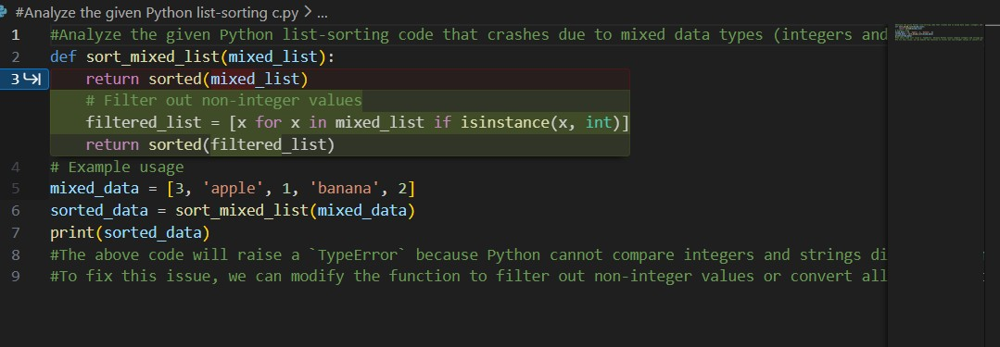 #Analyze the given Python list-sorting c.py > ...
1 #Analyze the given Python list-sorting code that crashes due to mixed data types (integers and
2 def sort_mixed_list(mixed_list):
3 return sorted(mixed_list)
# Filter out non-integer values
filtered_list = [x for x in mixed_list if isinstance(x, int)]
return sorted(filtered_list)
4 # Example usage
5 mixed_data = [3, 'apple', 1, 'banana', 2]
6 sorted_data = sort_mixed_list(mixed_data)
7 print(sorted_data)
8 #The above code will raise a `TypeError` because Python cannot compare integers and strings di
9 #To fix this issue, we can modify the function to filter out non-integer values or convert all